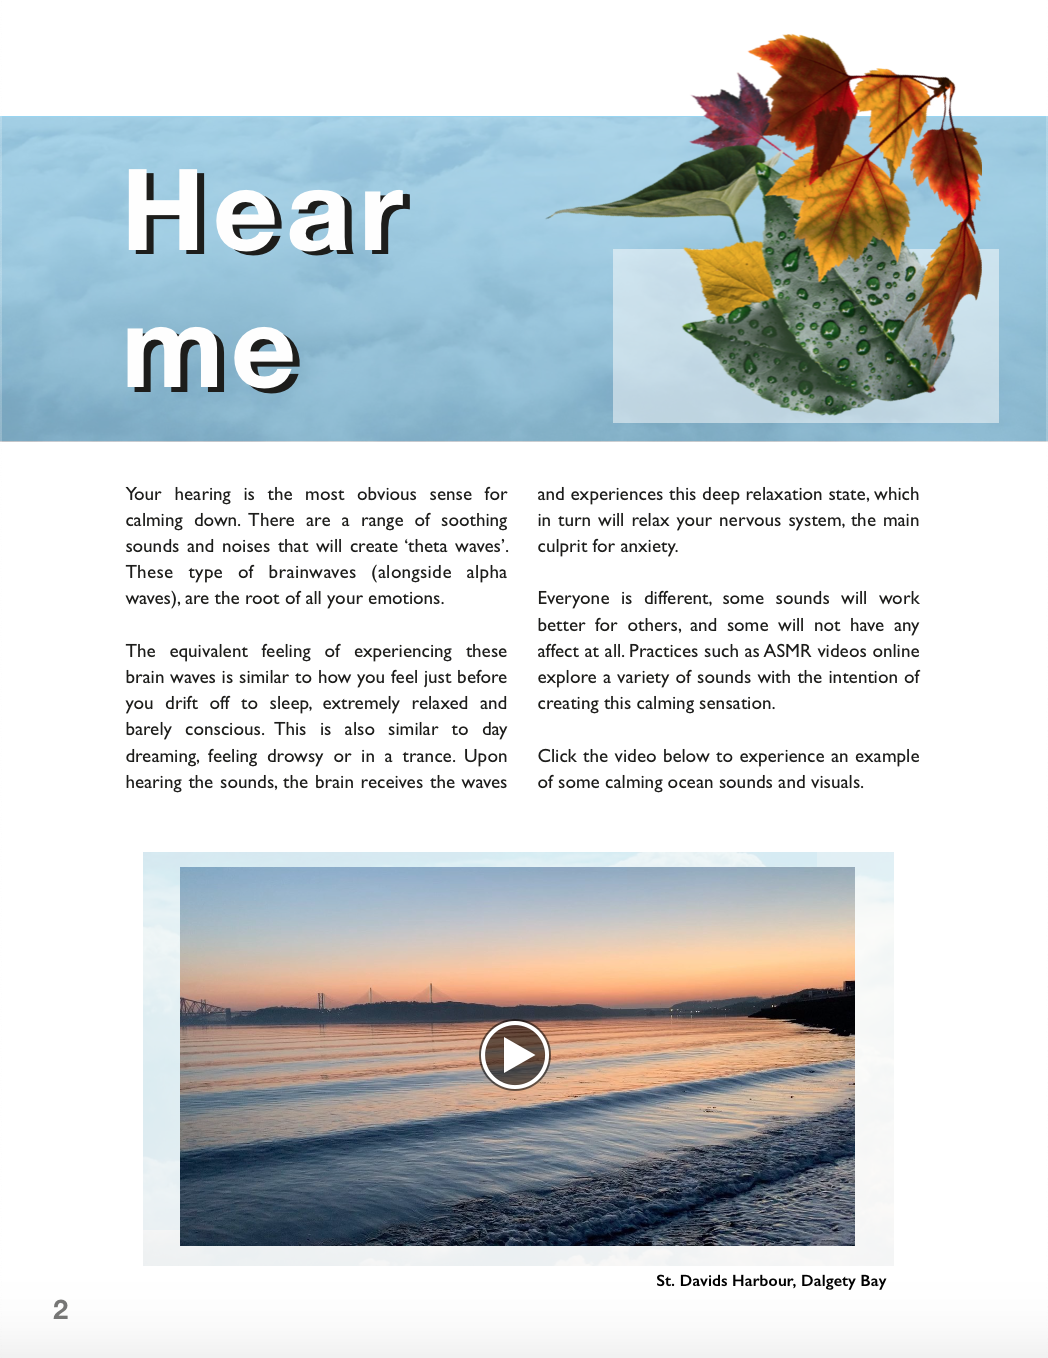 Hear
me
Your hearing is the most obvious sense for
calming down. There are a range of soothing
sounds and noises that will create ‘theta waves’.
These type of brainwaves (alongside alpha
waves), are the root of all your emotions.
The equivalent feeling of experiencing these
brain waves is similar to how you feel just before
you drift off to sleep, extremely relaxed and
barely conscious. This is also similar to day
dreaming, feeling drowsy or in a trance. Upon
hearing the sounds, the brain receives the waves
and experiences this deep relaxation state, which
in turn will relax your nervous system, the main
culprit for anxiety.
Everyone is different, some sounds will work
better for others, and some will not have any
affect at all. Practices such as ASMR videos online
explore a variety of sounds with the intention of
creating this calming sensation.
Click the video below to experience an example
of some calming ocean sounds and visuals.
St. Davids Harbour, Dalgety Bay
2